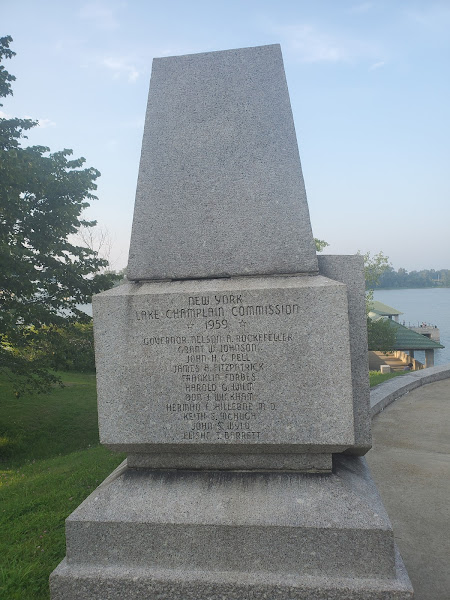 NEW YORK
LAKE CHAMPLAIN COMMISSION
☆ 1959 ☆
GOVERNOR NELSON A. ROCKEFELLER
GRANT W. JOHNSON
JOHN H. G. PELL
JAMES A. FITZPATRICK
FRANKLIN FORBES
HAROLD G. WILM
DON J. WICKHAM
HERMAN E. HILLEBOE M.D.
KEITH S. MCHUGH
JOHN S.
T. BARRETT